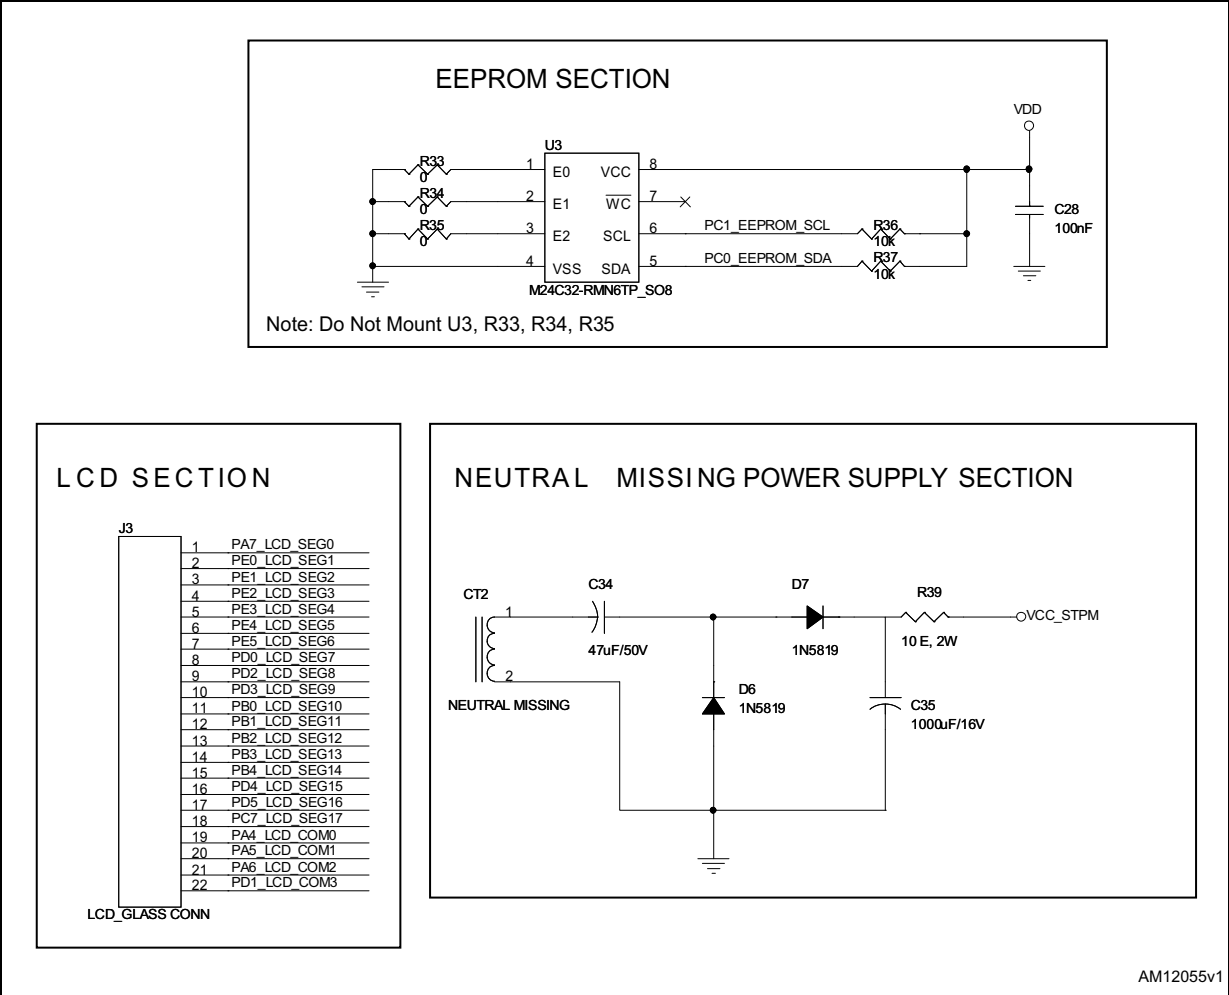 EEPROM SECTION
VDD
U3
R33
0
1
E0
VCC
8
R34
0
2
E1
WC
7
R35
0
3
E2
SCL
6
PC1_EEPROM_SCL
R36
10k
C28
100nF
4
VSS
SDA
5
PC0_EEPROM_SDA
R37
10k
M24C32-RMN6TP_SO8
Note: Do Not Mount U3, R33, R34, R35
LCD SECTION
J3
1 PA7_LCD_SEG0
2 PE0_LCD_SEG1
3 PE1_LCD_SEG2
4 PE2_LCD_SEG3
5 PE3_LCD_SEG4
6 PE4_LCD_SEG5
7 PE5_LCD_SEG6
8 PD0_LCD_SEG7
9 PD2_LCD_SEG8
10 PD3_LCD_SEG9
11 PB0_LCD_SEG10
12 PB1_LCD_SEG11
13 PB2_LCD_SEG12
14 PB3_LCD_SEG13
15 PB4_LCD_SEG14
16 PD4_LCD_SEG15
17 PD5_LCD_SEG16
18 PC7_LCD_SEG17
19 PA4_LCD_COM0
20 PA5_LCD_COM1
21 PA6_LCD_COM2
22 PD1_LCD_COM3
LCD_GLASS CONN
NEUTRAL MISSING POWER SUPPLY SECTION
CT2
1
2
NEUTRAL MISSING
C34
47uF/50V
D7
1N5819
R39
10 E, 2W
VCC_STPM
D6
1N5819
C35
1000uF/16V
AM12055v1